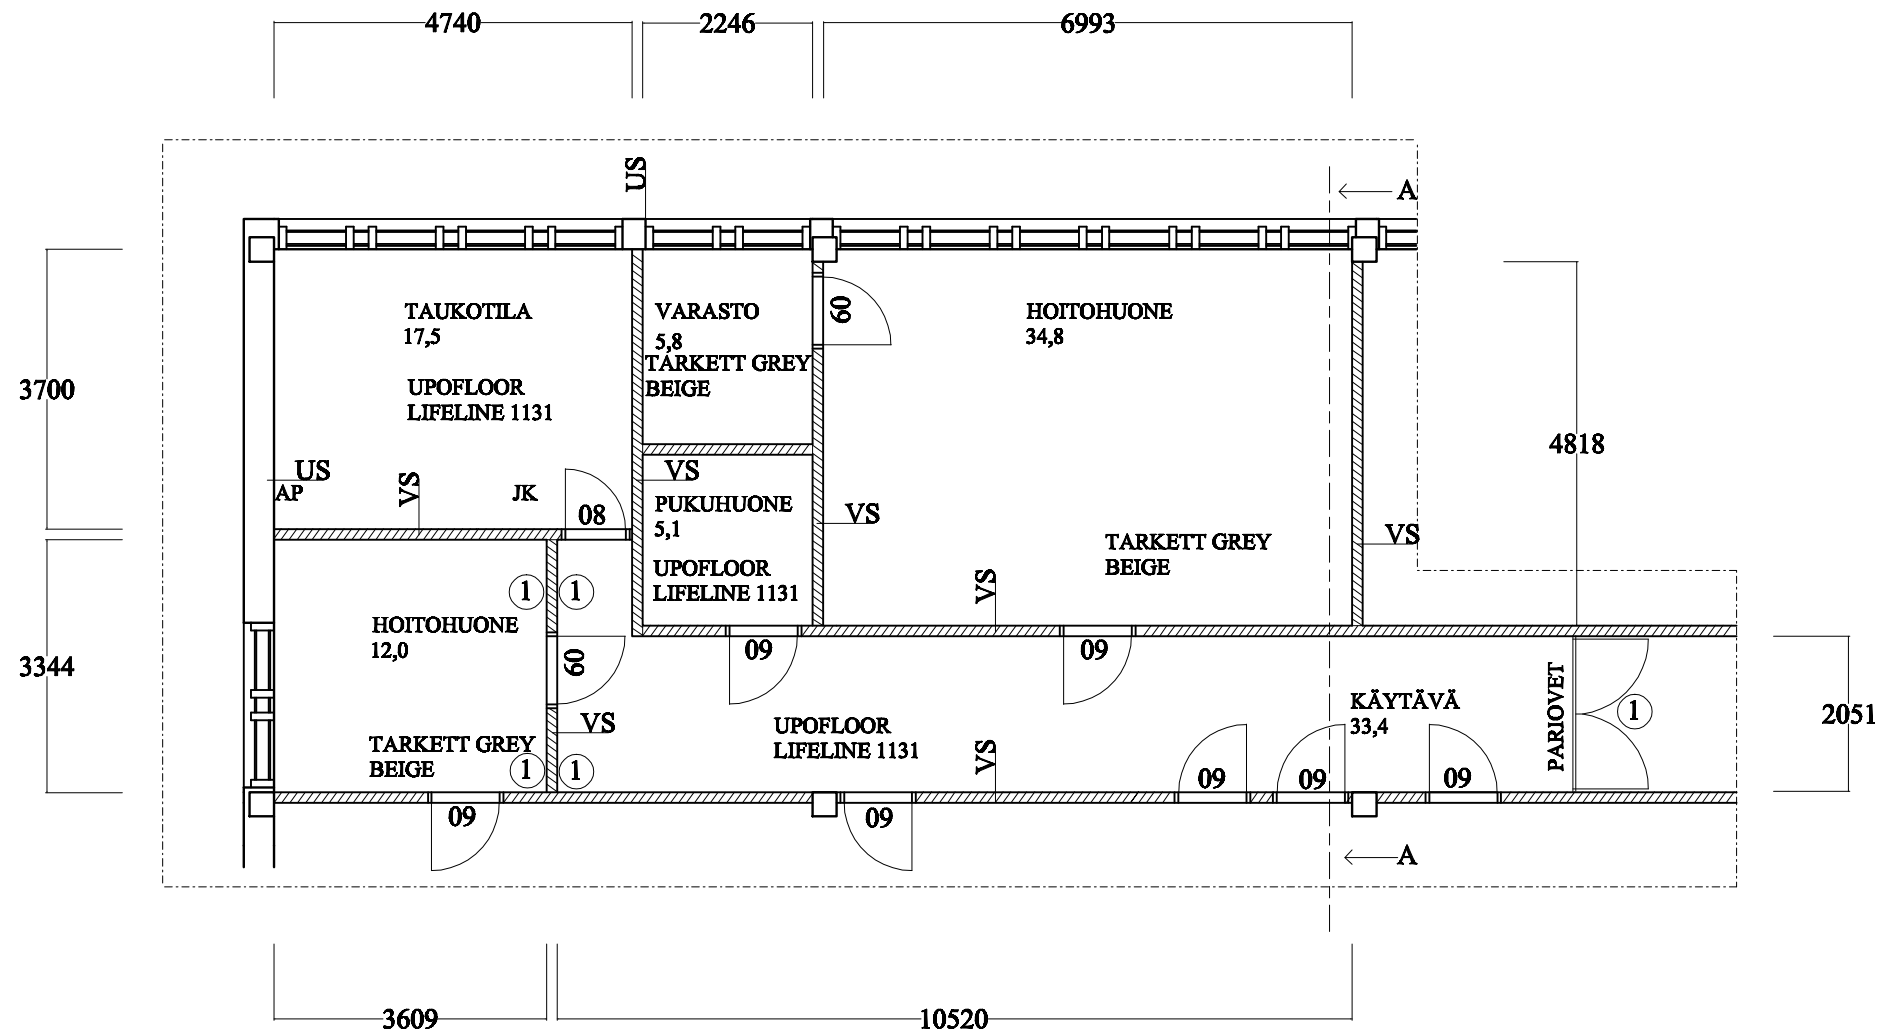 4740
2246
6993
US
A
TAUKOTILA
17,5
UPOFLOOR
LIFELINE 1131
VARASTO
5,8
TARKETT GREY
BEIGE
09
HOITOHUONE
34,8
3700
4818
US
AP
VS
JK
08
VS
PUKUHUONE
5,1
UPOFLOOR
LIFELINE 1131
VS
TARKETT GREY
BEIGE
VS
VS
1
1
HOITOHUONE
12,0
09
09
09
3344
VS
KÄYTÄVÄ
33,4
PARIOVET
1
2051
UPOFLOOR
LIFELINE 1131
VS
TARKETT GREY
BEIGE
1
1
09
09
09
09
09
A
3609
10520